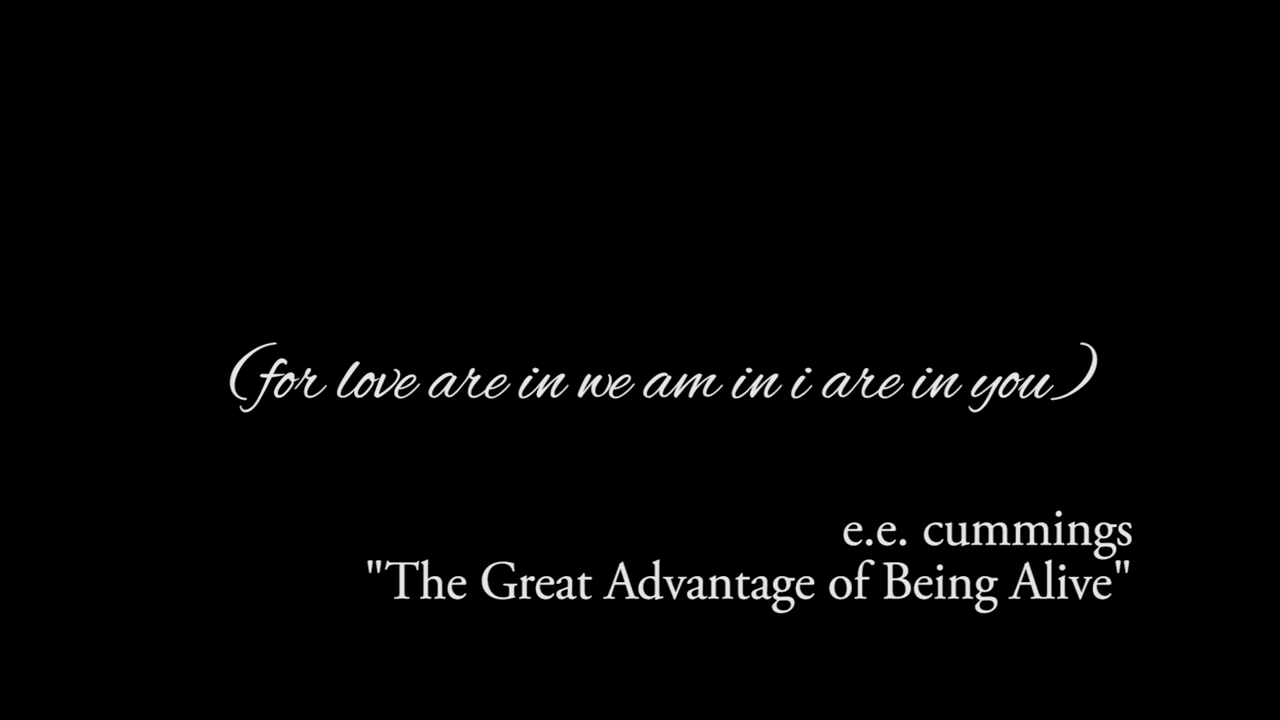 (for love are in we am in i are in you)
e.e. cummings
"The Great Advantage of Being Alive"